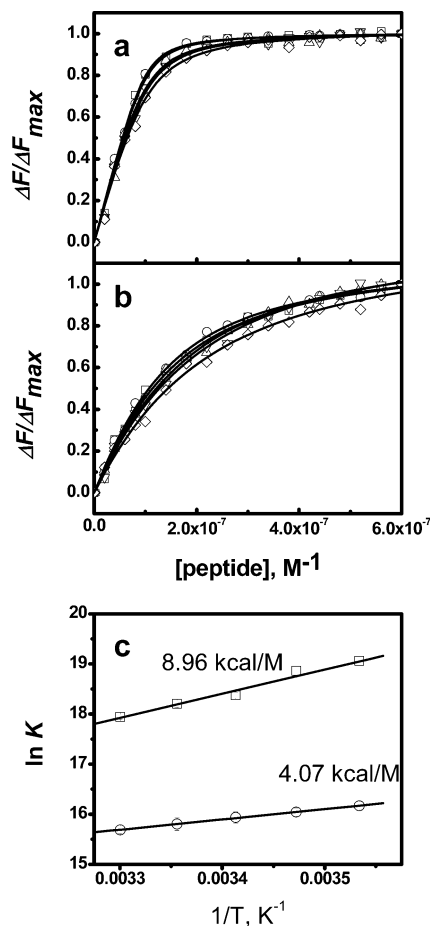 a
1.0
0.8
0.6
0.4
0.2
0.0
ΔF/ΔFmax
b
1.0
0.8
0.6
0.4
0.2
0.0
ΔF/ΔFmax
0.0 2.0x10-7 4.0x10-7 6.0x10-7
[peptide], M-1
c
20
19
18
17
16
15
ln K
8.96 kcal/M
4.07 kcal/M
0.0033 0.0034 0.0035
1/T, K-1